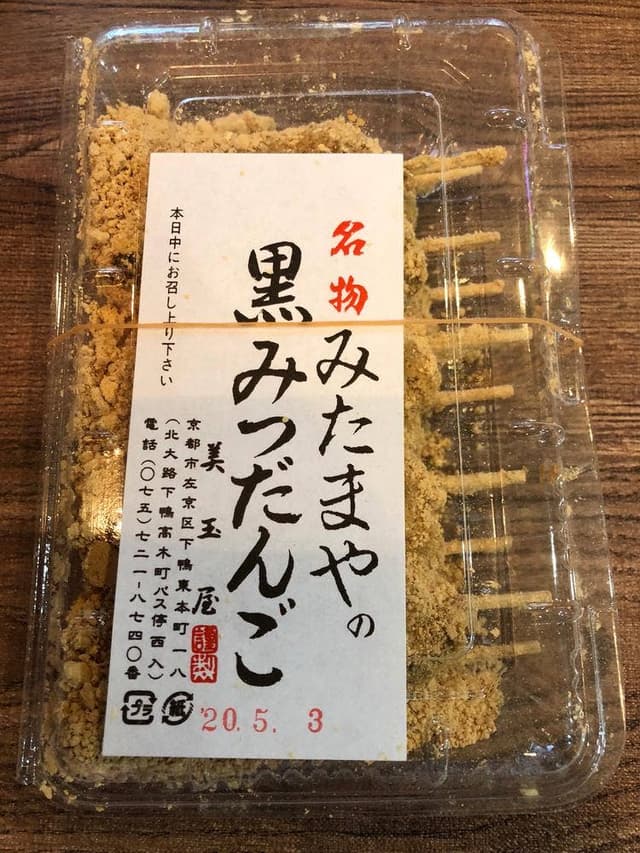 名物
みたまやの
黒みつだんご
本日中にお召し上り下さい
美玉屋
謹製
京都市左京区下鴨東本町一八
（北大路下鴨高木町バス停西入）
電話（〇七五）七二一-八七四〇番
プラ
紙
'20.5. 3